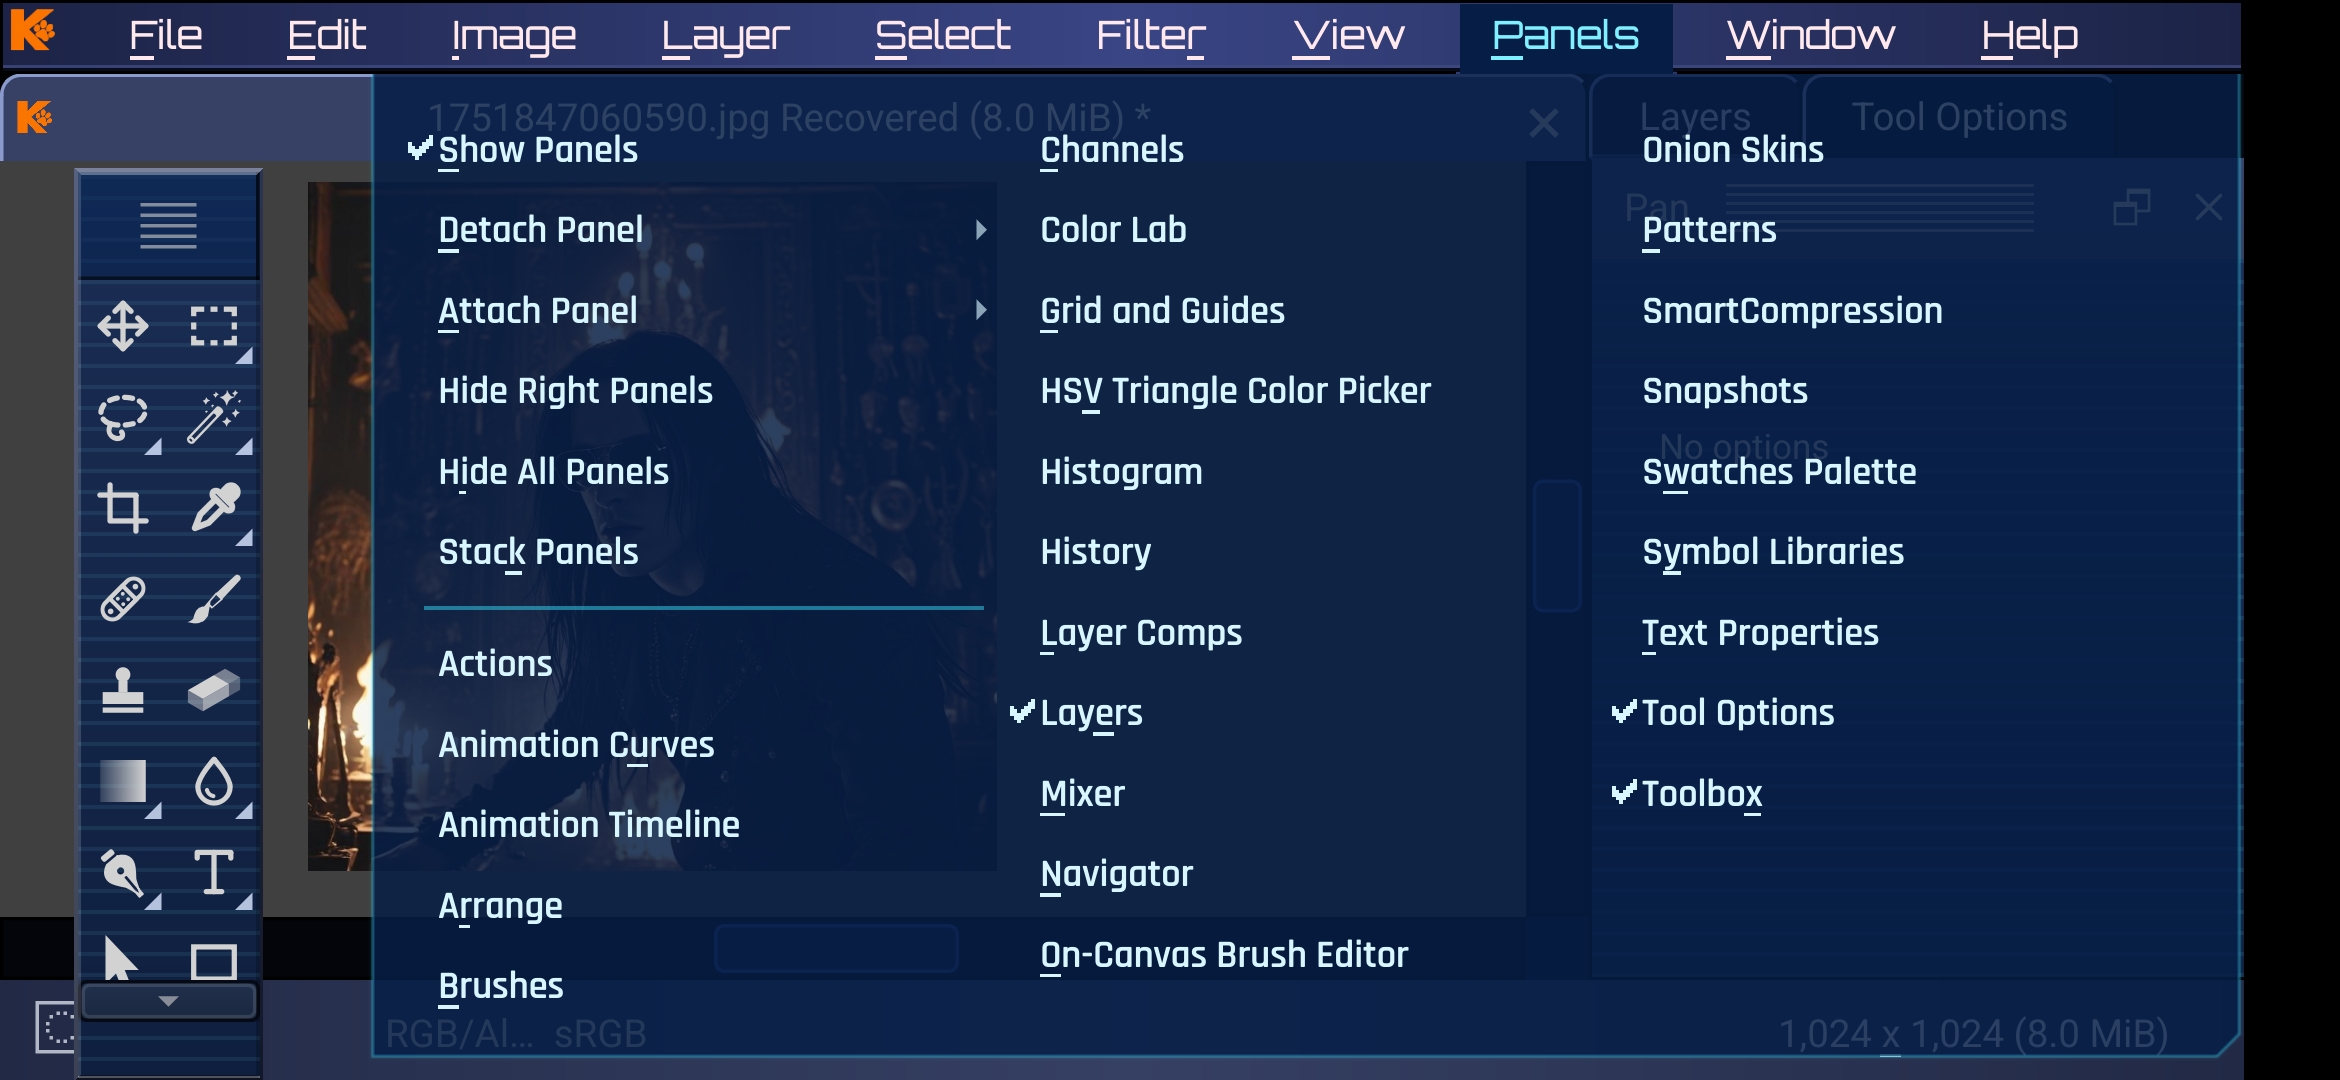 File Edit Image Layer Select Filter View Panels Window Help
1751847060590.jpg Recovered (8.0 MiB) *
Layers
Tool Options
Show Panels
Detach Panel
Attach Panel
Hide Right Panels
Hide All Panels
Stack Panels
Actions
Animation Curves
Animation Timeline
Arrange
Brushes
Channels
Color Lab
Grid and Guides
HSV Triangle Color Picker
Histogram
History
Layer Comps
Layers
Mixer
Navigator
On-Canvas Brush Editor
Onion Skins
Pan
Patterns
SmartCompression
Snapshots
No options
Swatches Palette
Symbol Libraries
Text Properties
Tool Options
Toolbox
RGB/Al... sRGB
1,024 x 1,024 (8.0 MiB)